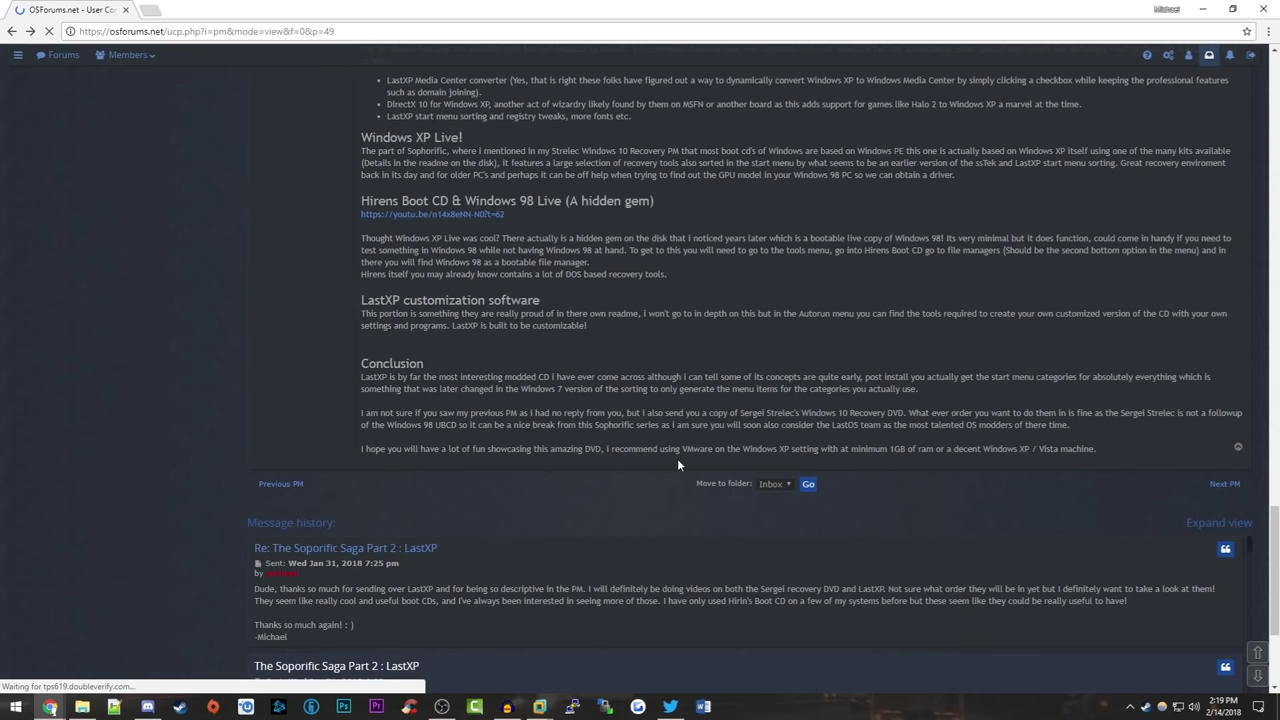 OSForums.net - User Co
Michael
https://osforums.net/ucp.php?i=pm&mode=view&f=0&p=49
Forums
Members
LastXP Media Center converter (Yes, that is right these folks have figured out a way to dynamically convert Windows XP to Windows Media Center by simply clicking a checkbox while keeping the professional features
such as domain joining).
DirectX 10 for Windows XP, another act of wizardry likely found by them on MSFN or another board as this adds support for games like Halo 2 to Windows XP a marvel at the time.
LastXP start menu sorting and registry tweaks, more fonts etc.
Windows XP Live!
The part of Sophorific, where i mentioned in my Strelec Windows 10 Recovery PM that most boot cd's of Windows are based on Windows PE this one is actually based on Windows XP itself using one of the many kits available
(Details in the readme on the disk), it features a large selection of recovery tools also sorted in the start menu by what seems to be an earlier version of the ssTek and LastXP start menu sorting. Great recovery enviroment
back in its day and for older PC's and perhaps it can be off help when trying to find out the GPU model in your Windows 98 PC so we can obtain a driver.
Hirens Boot CD & Windows 98 Live (A hidden gem)
https://youtu.be/n14x8eNN-N0?t=62
Thought Windows XP Live was cool? There actually is a hidden gem on the disk that i noticed years later which is a bootable live copy of Windows 98! Its very minimal but it does function, could come in handy if you need to
test something in Windows 98 while not having Windows 98 at hand. To get to this you will need to go to the tools menu, go into Hirens Boot CD go to file managers (Should be the second bottom option in the menu) and in
there you will find Windows 98 as a bootable file manager.
Hirens itself you may already know contains a lot of DOS based recovery tools.
LastXP customization software
This portion is something they are really proud of in there own readme, i won't go to in depth on this but in the Autorun menu you can find the tools required to create your own customized version of the CD with your own
settings and programs. LastXP is built to be customizable!
Conclusion
LastXP is by far the most interesting modded CD i have ever come across although i can tell some of its concepts are quite early, post install you actually get the start menu categories for absolutely everything which is
something that was later changed in the Windows 7 version of the sorting to only generate the menu items for the categories you actually use.
I am not sure if you saw my previous PM as i had no reply from you, but i also send you a copy of Sergei Strelec's Windows 10 Recovery DVD. What ever order you want to do them in is fine as the Sergei Strelec is not a followup
of the Windows 98 UBCD so it can be a nice break from this Sophorific series as i am sure you will soon also consider the LastOS team as the most talented OS modders of there time.
I hope you will have a lot of fun showcasing this amazing DVD, i recommend using VMware on the Windows XP setting with at minimum 1GB of ram or a decent Windows XP / Vista machine.
Previous PM
Move to folder: Inbox Go
Next PM
Message history:
Expand view
Re: The Soporific Saga Part 2 : LastXP
Sent: Wed Jan 31, 2018 7:25 pm
by
Dude, thanks so much for sending over LastXP and for being so descriptive in the PM. I will definitely be doing videos on both the Sergei recovery DVD and LastXP. Not sure what order they will be in yet but I definitely want to take a look at them!
They seem like really cool and useful boot CDs, and I've always been interested in seeing more of those. I have only used Hirin's Boot CD on a few of my systems before but these seem like they could be really useful to have!
Thanks so much again! : )
-Michael
The Soporific Saga Part 2 : LastXP
Waiting for tps619.doubleverify.com...
2:19 PM
2/14/2018